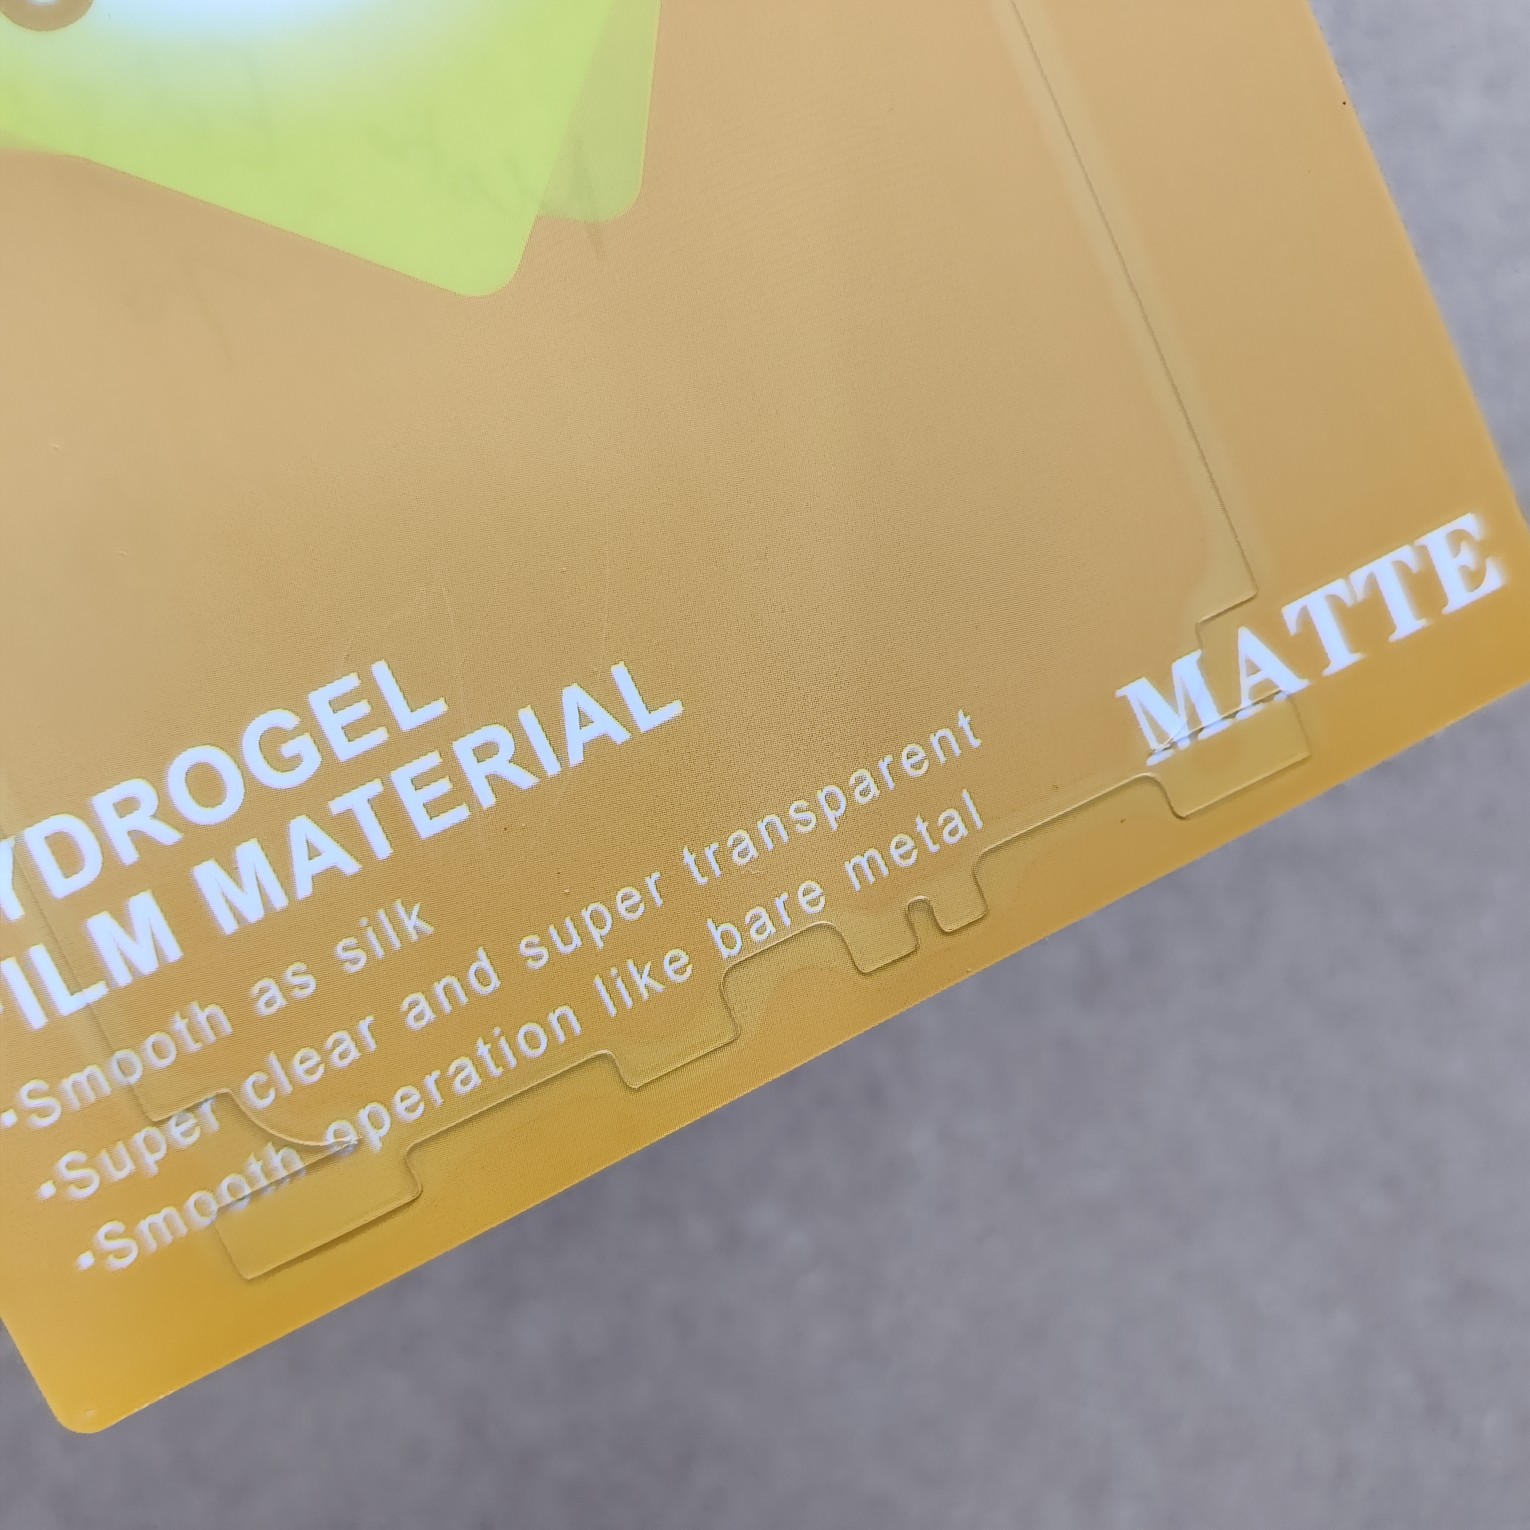 YDROGEL
FILM MATERIAL
•Smooth as silk
•Super clear and super transparent
•Smooth operation like bare metal
MATTE